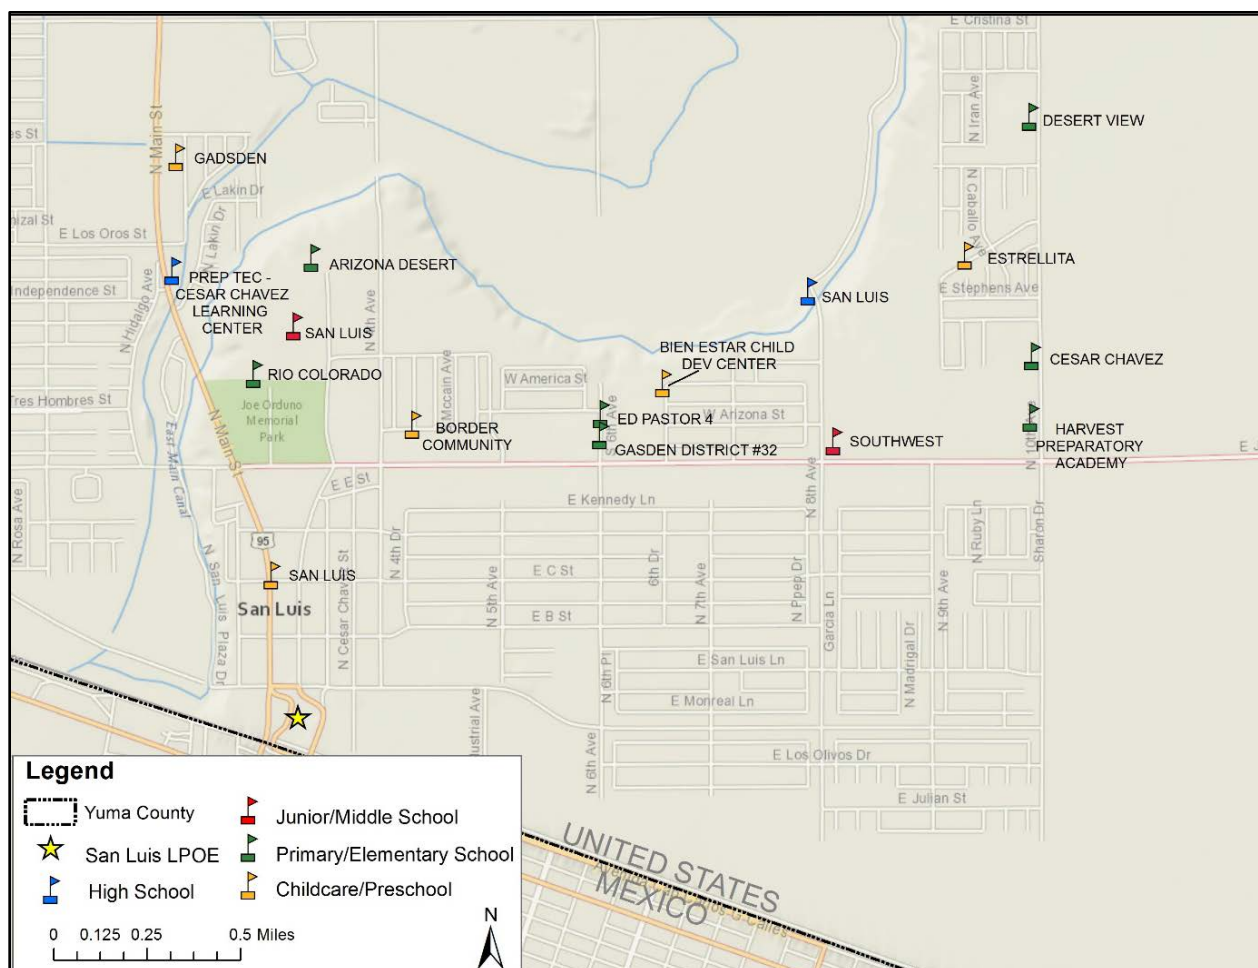 E Cristina St
N Main St
N Iran Ave
DESERT VIEW
es St
GADSDEN
E Lakin Dr
N Caballo Ave
nizal St
E Los Oros St
N Lakin Dr
ARIZONA DESERT
ESTRELLITA
PREP TEC -
CESAR CHAVEZ
LEARNING
CENTER
Independence St
E Stephens Ave
SAN LUIS
N Hidalgo Ave
SAN LUIS
N 4th Ave
BIEN ESTAR CHILD
DEV CENTER
CESAR CHAVEZ
RIO COLORADO
W America St
Mccain Ave
Tres Hombres St
Joe Orduno
Memorial
Park
N Main St
BORDER
COMMUNITY
S 6th Ave
ED PASTOR 4
W Arizona St
GASDEN DISTRICT #32
SOUTHWEST
N 10th Ave
HARVEST
PREPARATORY
ACADEMY
E J
East Main Canal
E E St
N Rosa Ave
E Kennedy Ln
N 8th Ave
N Ruby Ln
Sharon Dr
95
N 4th Dr
SAN LUIS
N San Luis Plaza Dr
San Luis
N Cesar Chavez St
E C St
6th Dr
N 5th Ave
N 7th Ave
N Ppep Dr
E B St
Garcia Ln
N 9th Ave
N 6th Pl
E San Luis Ln
N Madrigal Dr
E Monreal Ln
dustrial Ave
N 6th Ave
E Los Olivos Dr
E Julian St
UNITED STATES
MEXICO
Legend
Yuma County
Junior/Middle School
San Luis LPOE
Primary/Elementary School
High School
Childcare/Preschool
0 0.125 0.25 0.5 Miles
N